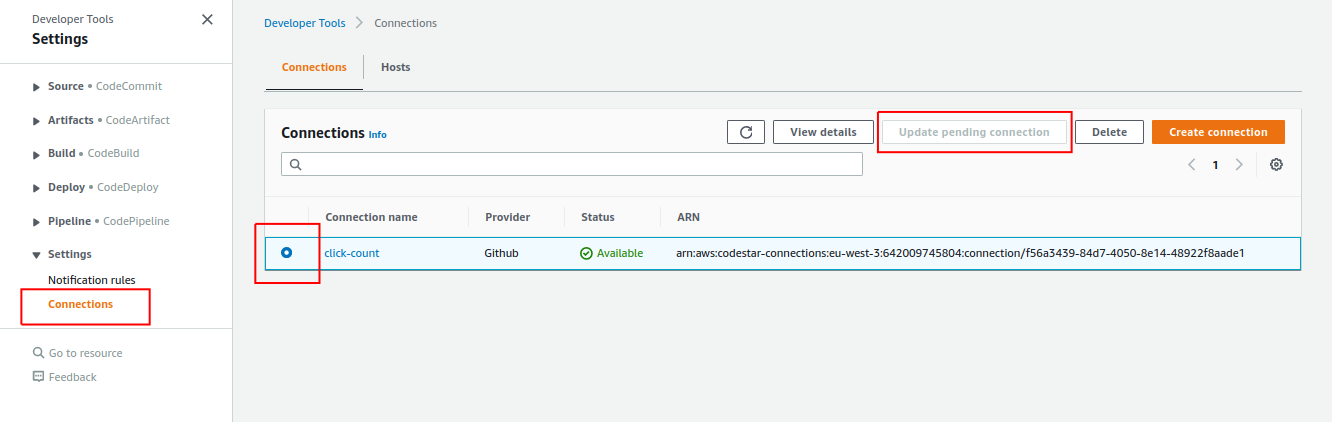 Developer Tools
Settings
Source • CodeCommit
Artifacts • CodeArtifact
Build • CodeBuild
Deploy • CodeDeploy
Pipeline • CodePipeline
Settings
Notification rules
Connections
Go to resource
Feedback
Developer Tools > Connections
Connections Hosts
Connections Info
View details Update pending connection Delete Create connection
1
Connection name Provider Status ARN
click-count Github Available arn:aws:codestar-connections:eu-west-3:642009745804:connection/f56a3439-84d7-4050-8e14-48922f8aade1